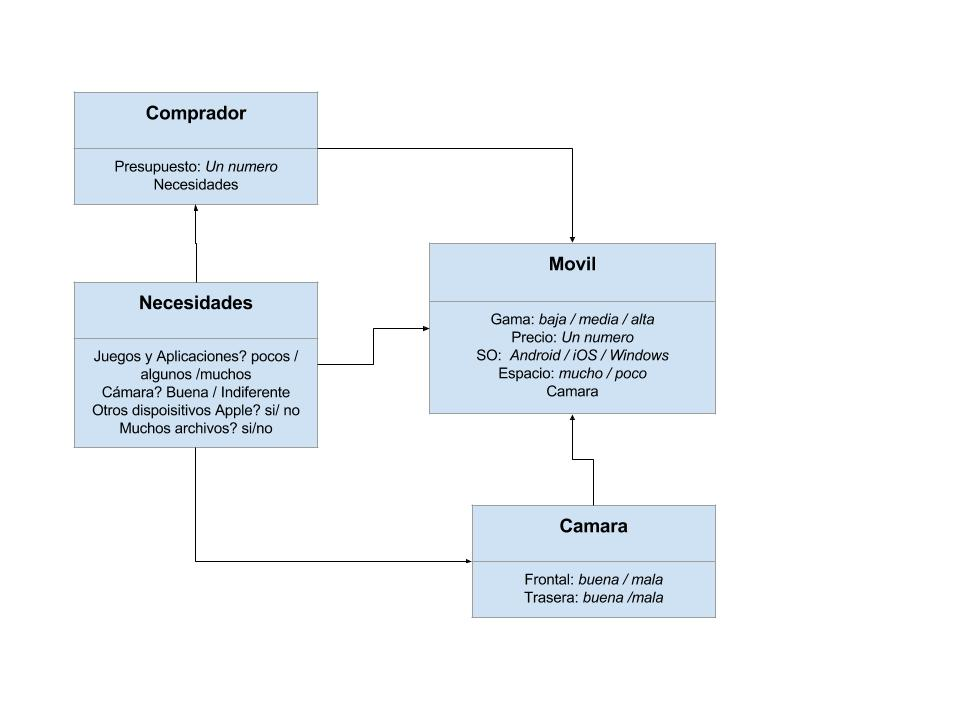 Comprador
Presupuesto: Un numero
Necesidades
Necesidades
Juegos y Aplicaciones? pocos /
algunos /muchos
Cámara? Buena / Indiferente
Otros dispoisitivos Apple? si/ no
Muchos archivos? si/no
Movil
Gama: baja / media / alta
Precio: Un numero
SO: Android / iOS / Windows
Espacio: mucho / poco
Camara
Camara
Frontal: buena / mala
Trasera: buena /mala